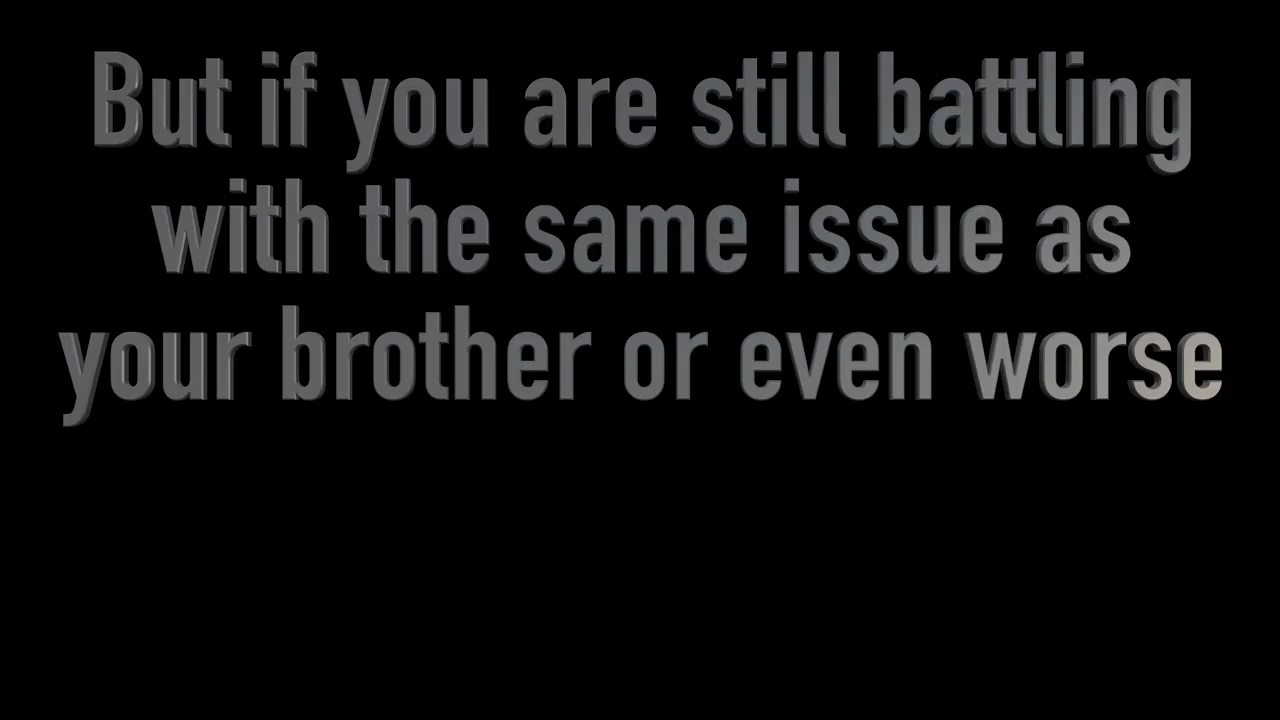 But if you are still battling
with the same issue as
your brother or even worse